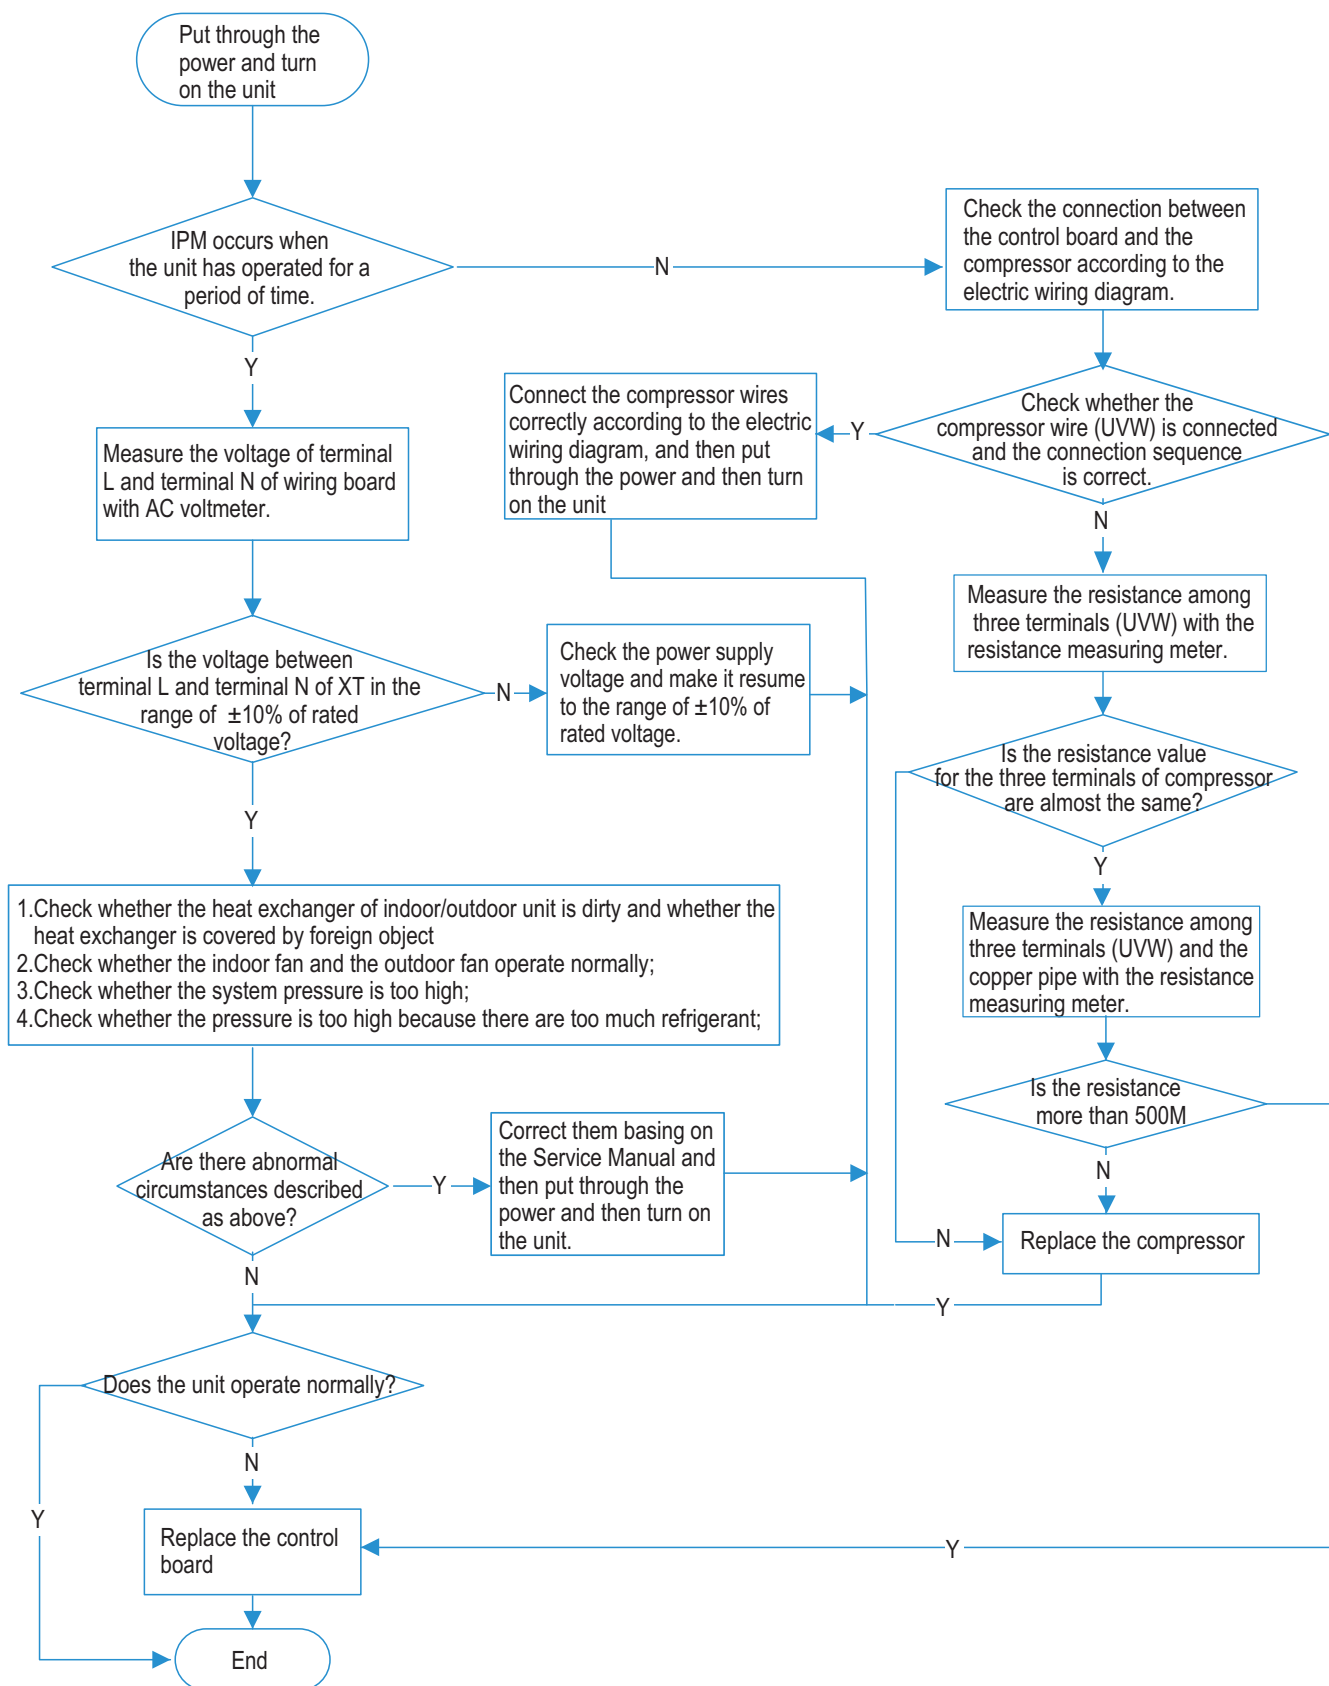 Put through the
power and turn
on the unit
IPM occurs when
the unit has operated for a
period of time.
N
Check the connection between
the control board and the
compressor according to the
electric wiring diagram.
Y
Measure the voltage of terminal
L and terminal N of wiring board
with AC voltmeter.
Connect the compressor wires
correctly according to the electric
wiring diagram, and then put
through the power and then turn
on the unit
Y
Check whether the
compressor wire (UVW) is connected
and the connection sequence
is correct.
N
Measure the resistance among
three terminals (UVW) with the
resistance measuring meter.
Is the voltage between
terminal L and terminal N of XT in the
range of ±10% of rated
voltage?
N
Check the power supply
voltage and make it resume
to the range of ±10% of
rated voltage.
Is the resistance value
for the three terminals of compressor
are almost the same?
Y
Y
1.Check whether the heat exchanger of indoor/outdoor unit is dirty and whether the
heat exchanger is covered by foreign object
2.Check whether the indoor fan and the outdoor fan operate normally;
3.Check whether the system pressure is too high;
4.Check whether the pressure is too high because there are too much refrigerant;
Measure the resistance among
three terminals (UVW) and the
copper pipe with the resistance
measuring meter.
Is the resistance
more than 500M
Are there abnormal
circumstances described
as above?
Y
Correct them basing on
the Service Manual and
then put through the
power and then turn on
the unit.
N
N
Replace the compressor
N
Y
Does the unit operate normally?
N
Y
Replace the control
board
Y
End